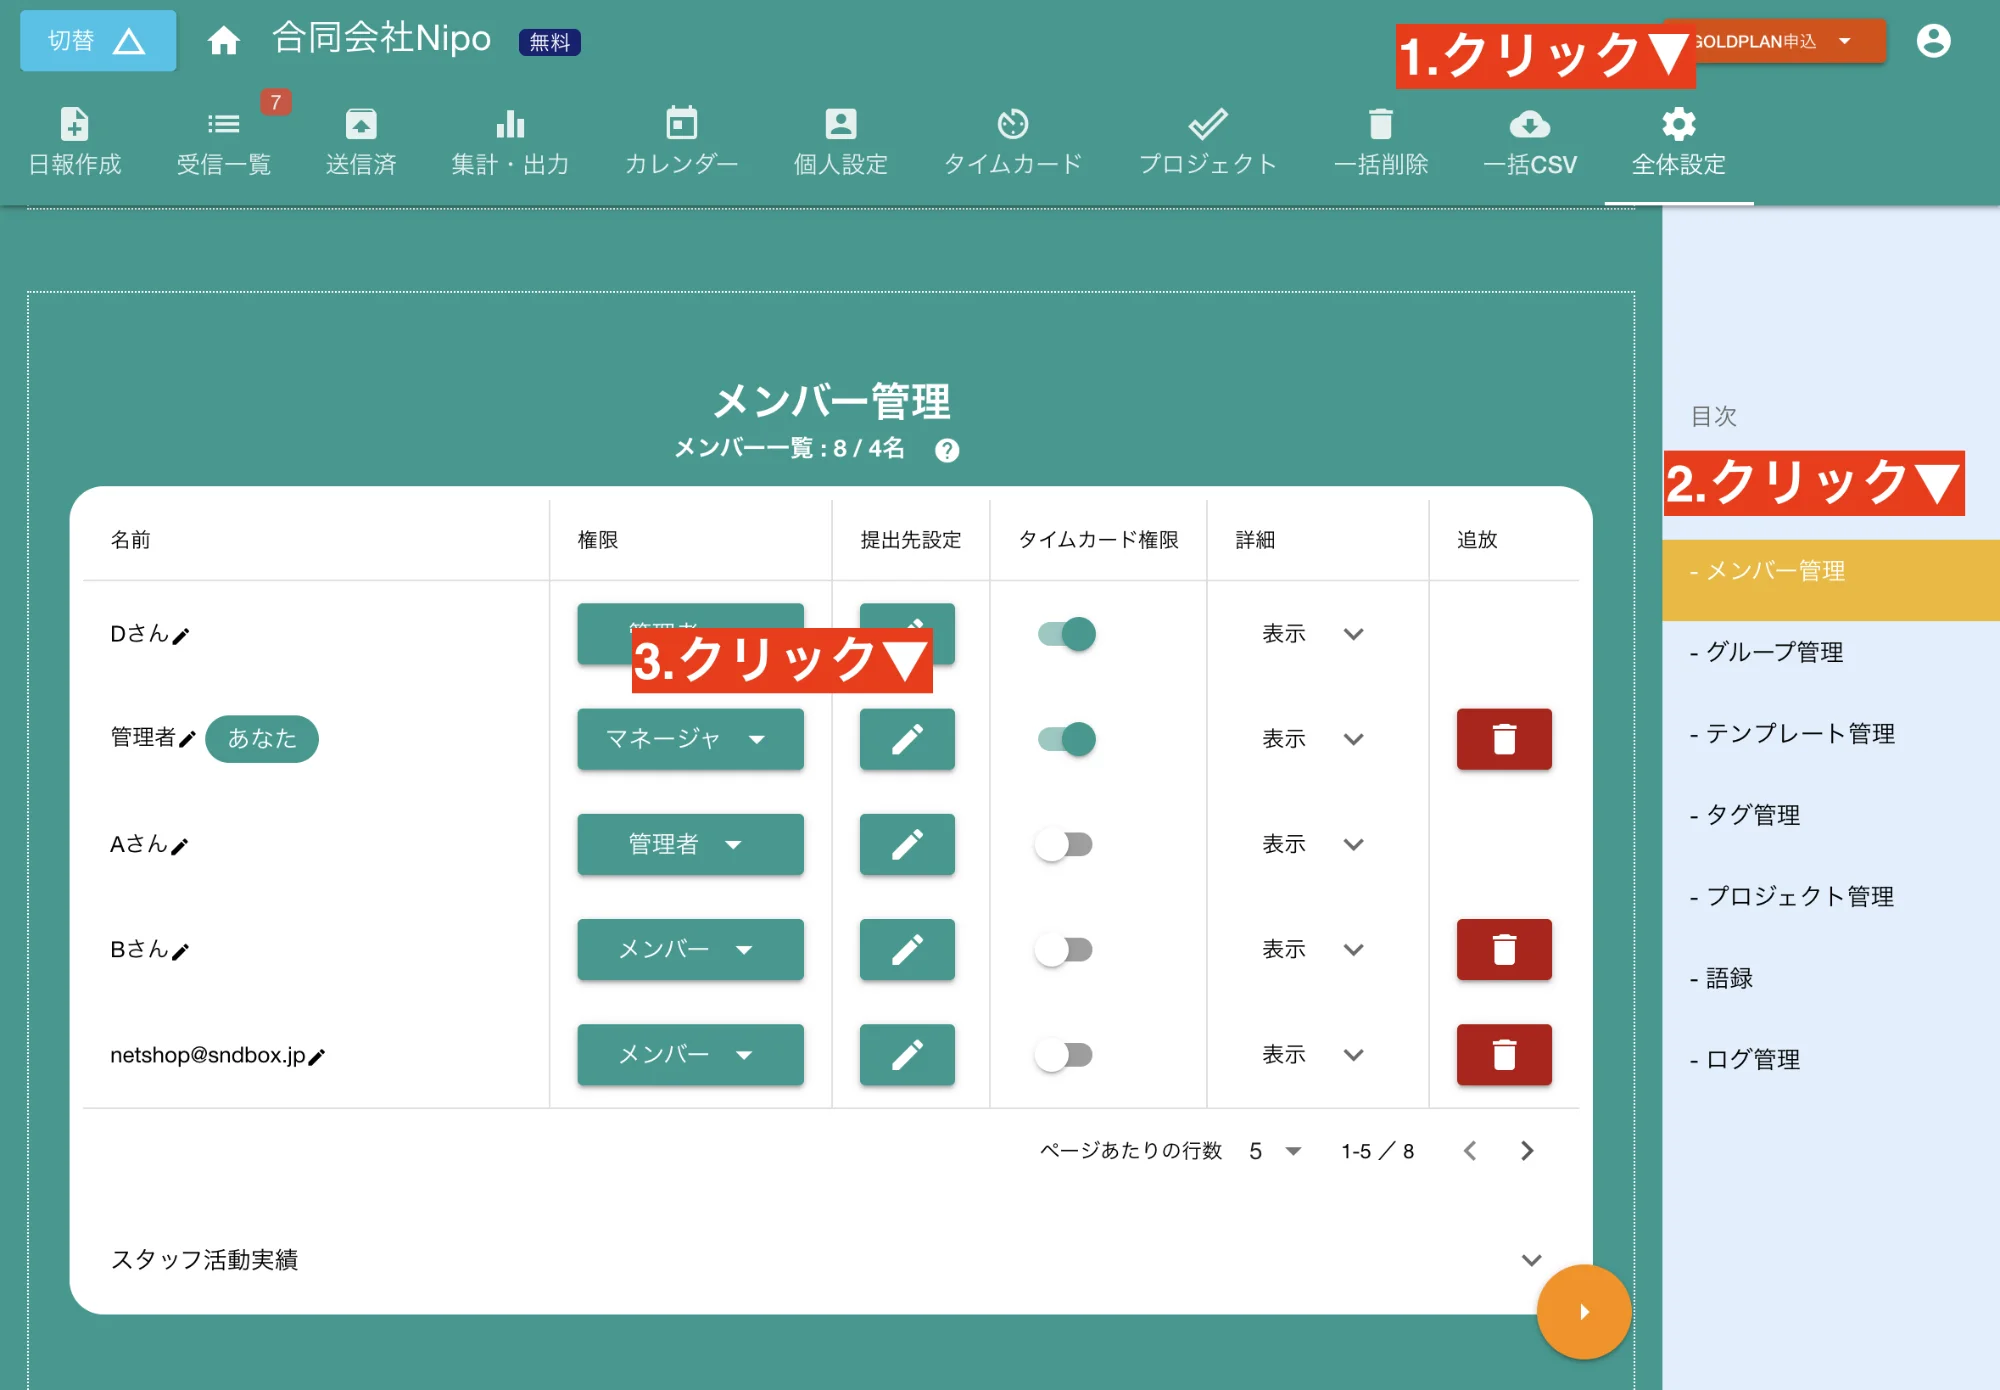 切替
合同会社Nipo
無料
1.クリック▼
GOLDPLAN申込
日報作成
受信一覧
7
送信済
集計・出力
カレンダー
個人設定
タイムカード
プロジェクト
一括削除
一括CSV
全体設定
メンバー管理
メンバー一覧 : 8 / 4名
名前
権限
提出先設定
タイムカード権限
詳細
追放
Dさん
管理者
3.クリック▼
表示
管理者
あなた
マネージャ
表示
Aさん
管理者
表示
Bさん
メンバー
表示
netshop@sndbox.jp
メンバー
表示
ページあたりの行数
5
1-5 ／ 8
スタッフ活動実績
目次
2.クリック▼
- メンバー管理
- グループ管理
- テンプレート管理
- タグ管理
- プロジェクト管理
- 語録
- ログ管理